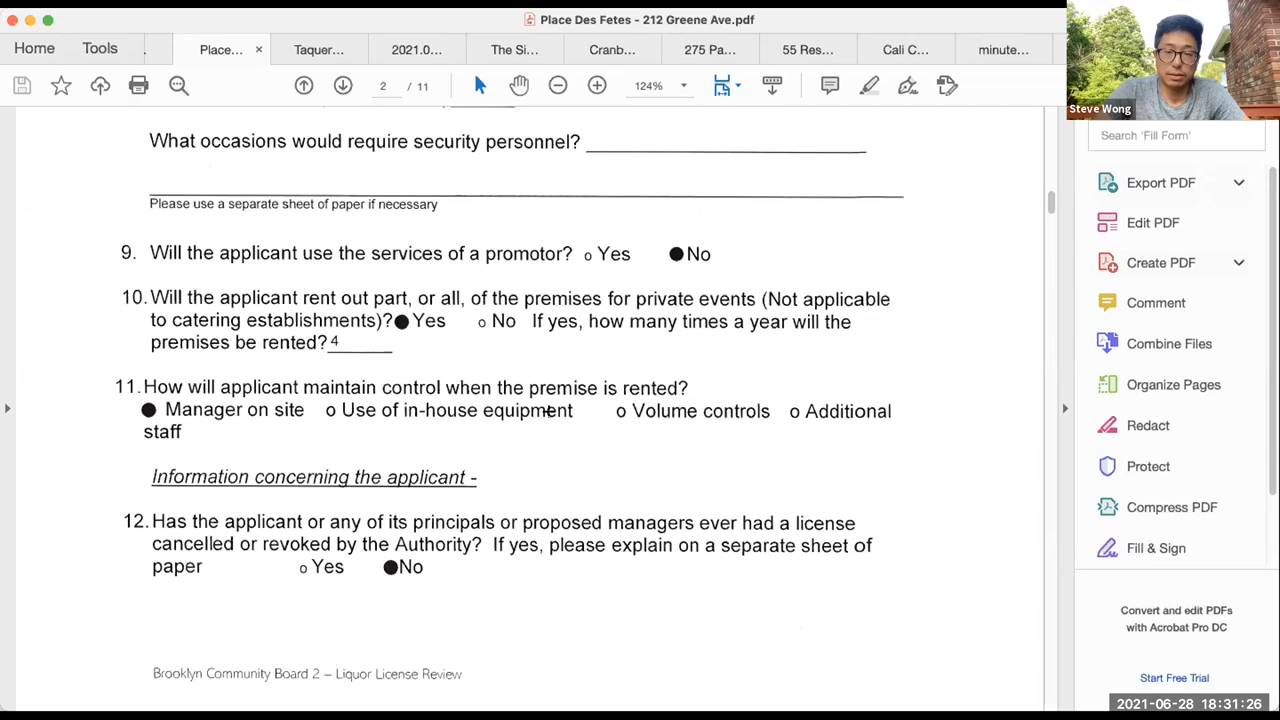 Place Des Fetes - 212 Greene Ave.pdf
Home Tools . Place... × Taquer... 2021.0... The Si... Cranb... 275 Pa... 55 Res... Cali C... minute...
2 / 11 124%
Steve Wong
Search 'Fill Form'
What occasions would require security personnel?
Please use a separate sheet of paper if necessary
9. Will the applicant use the services of a promotor? o Yes ●No
10. Will the applicant rent out part, or all, of the premises for private events (Not applicable
to catering establishments)? ●Yes o No If yes, how many times a year will the
premises be rented? 4
11. How will applicant maintain control when the premise is rented?
● Manager on site o Use of in-house equipment o Volume controls o Additional
staff
Information concerning the applicant -
12. Has the applicant or any of its principals or proposed managers ever had a license
cancelled or revoked by the Authority? If yes, please explain on a separate sheet of
paper o Yes ●No
Brooklyn Community Board 2 – Liquor License Review
Export PDF
Edit PDF
Create PDF
Comment
Combine Files
Organize Pages
Redact
Protect
Compress PDF
Fill & Sign
Convert and edit PDFs
with Acrobat Pro DC
Start Free Trial
2021-06-28 18:31:26